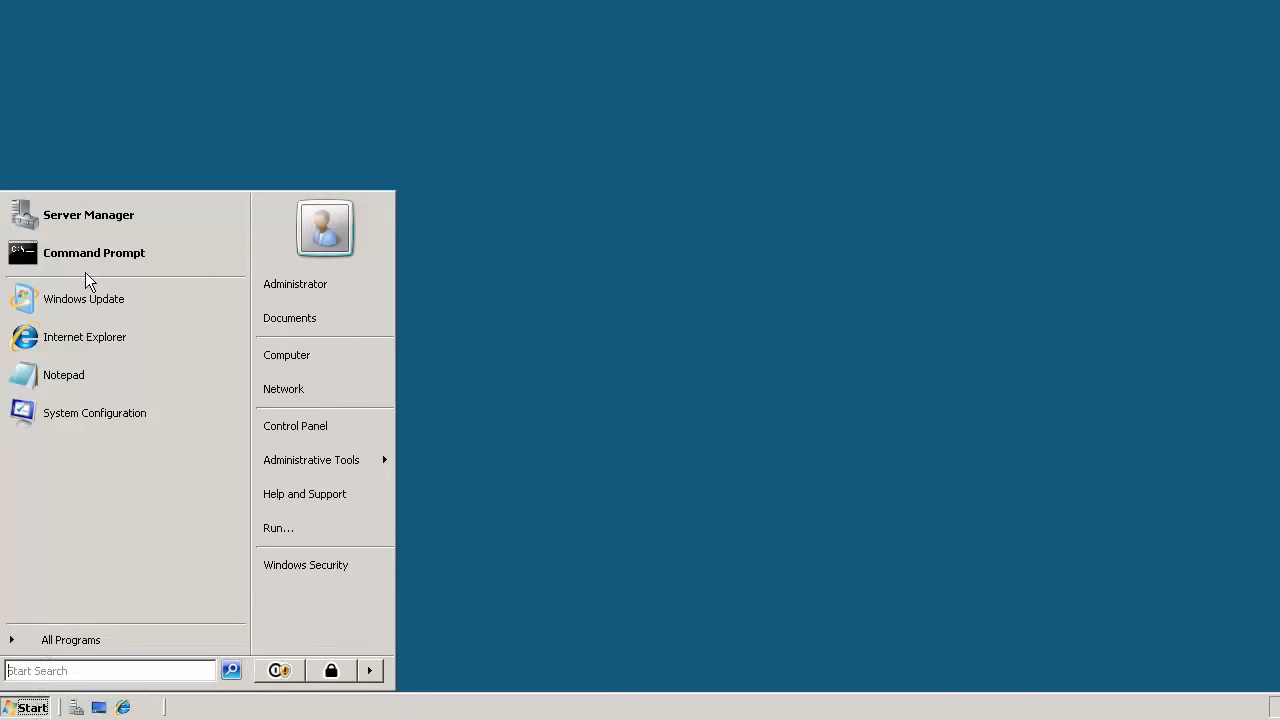 Server Manager
C:\_
Command Prompt
Windows Update
Internet Explorer
Notepad
System Configuration
All Programs
Start Search
Administrator
Documents
Computer
Network
Control Panel
Administrative Tools
Help and Support
Run...
Windows Security
Start